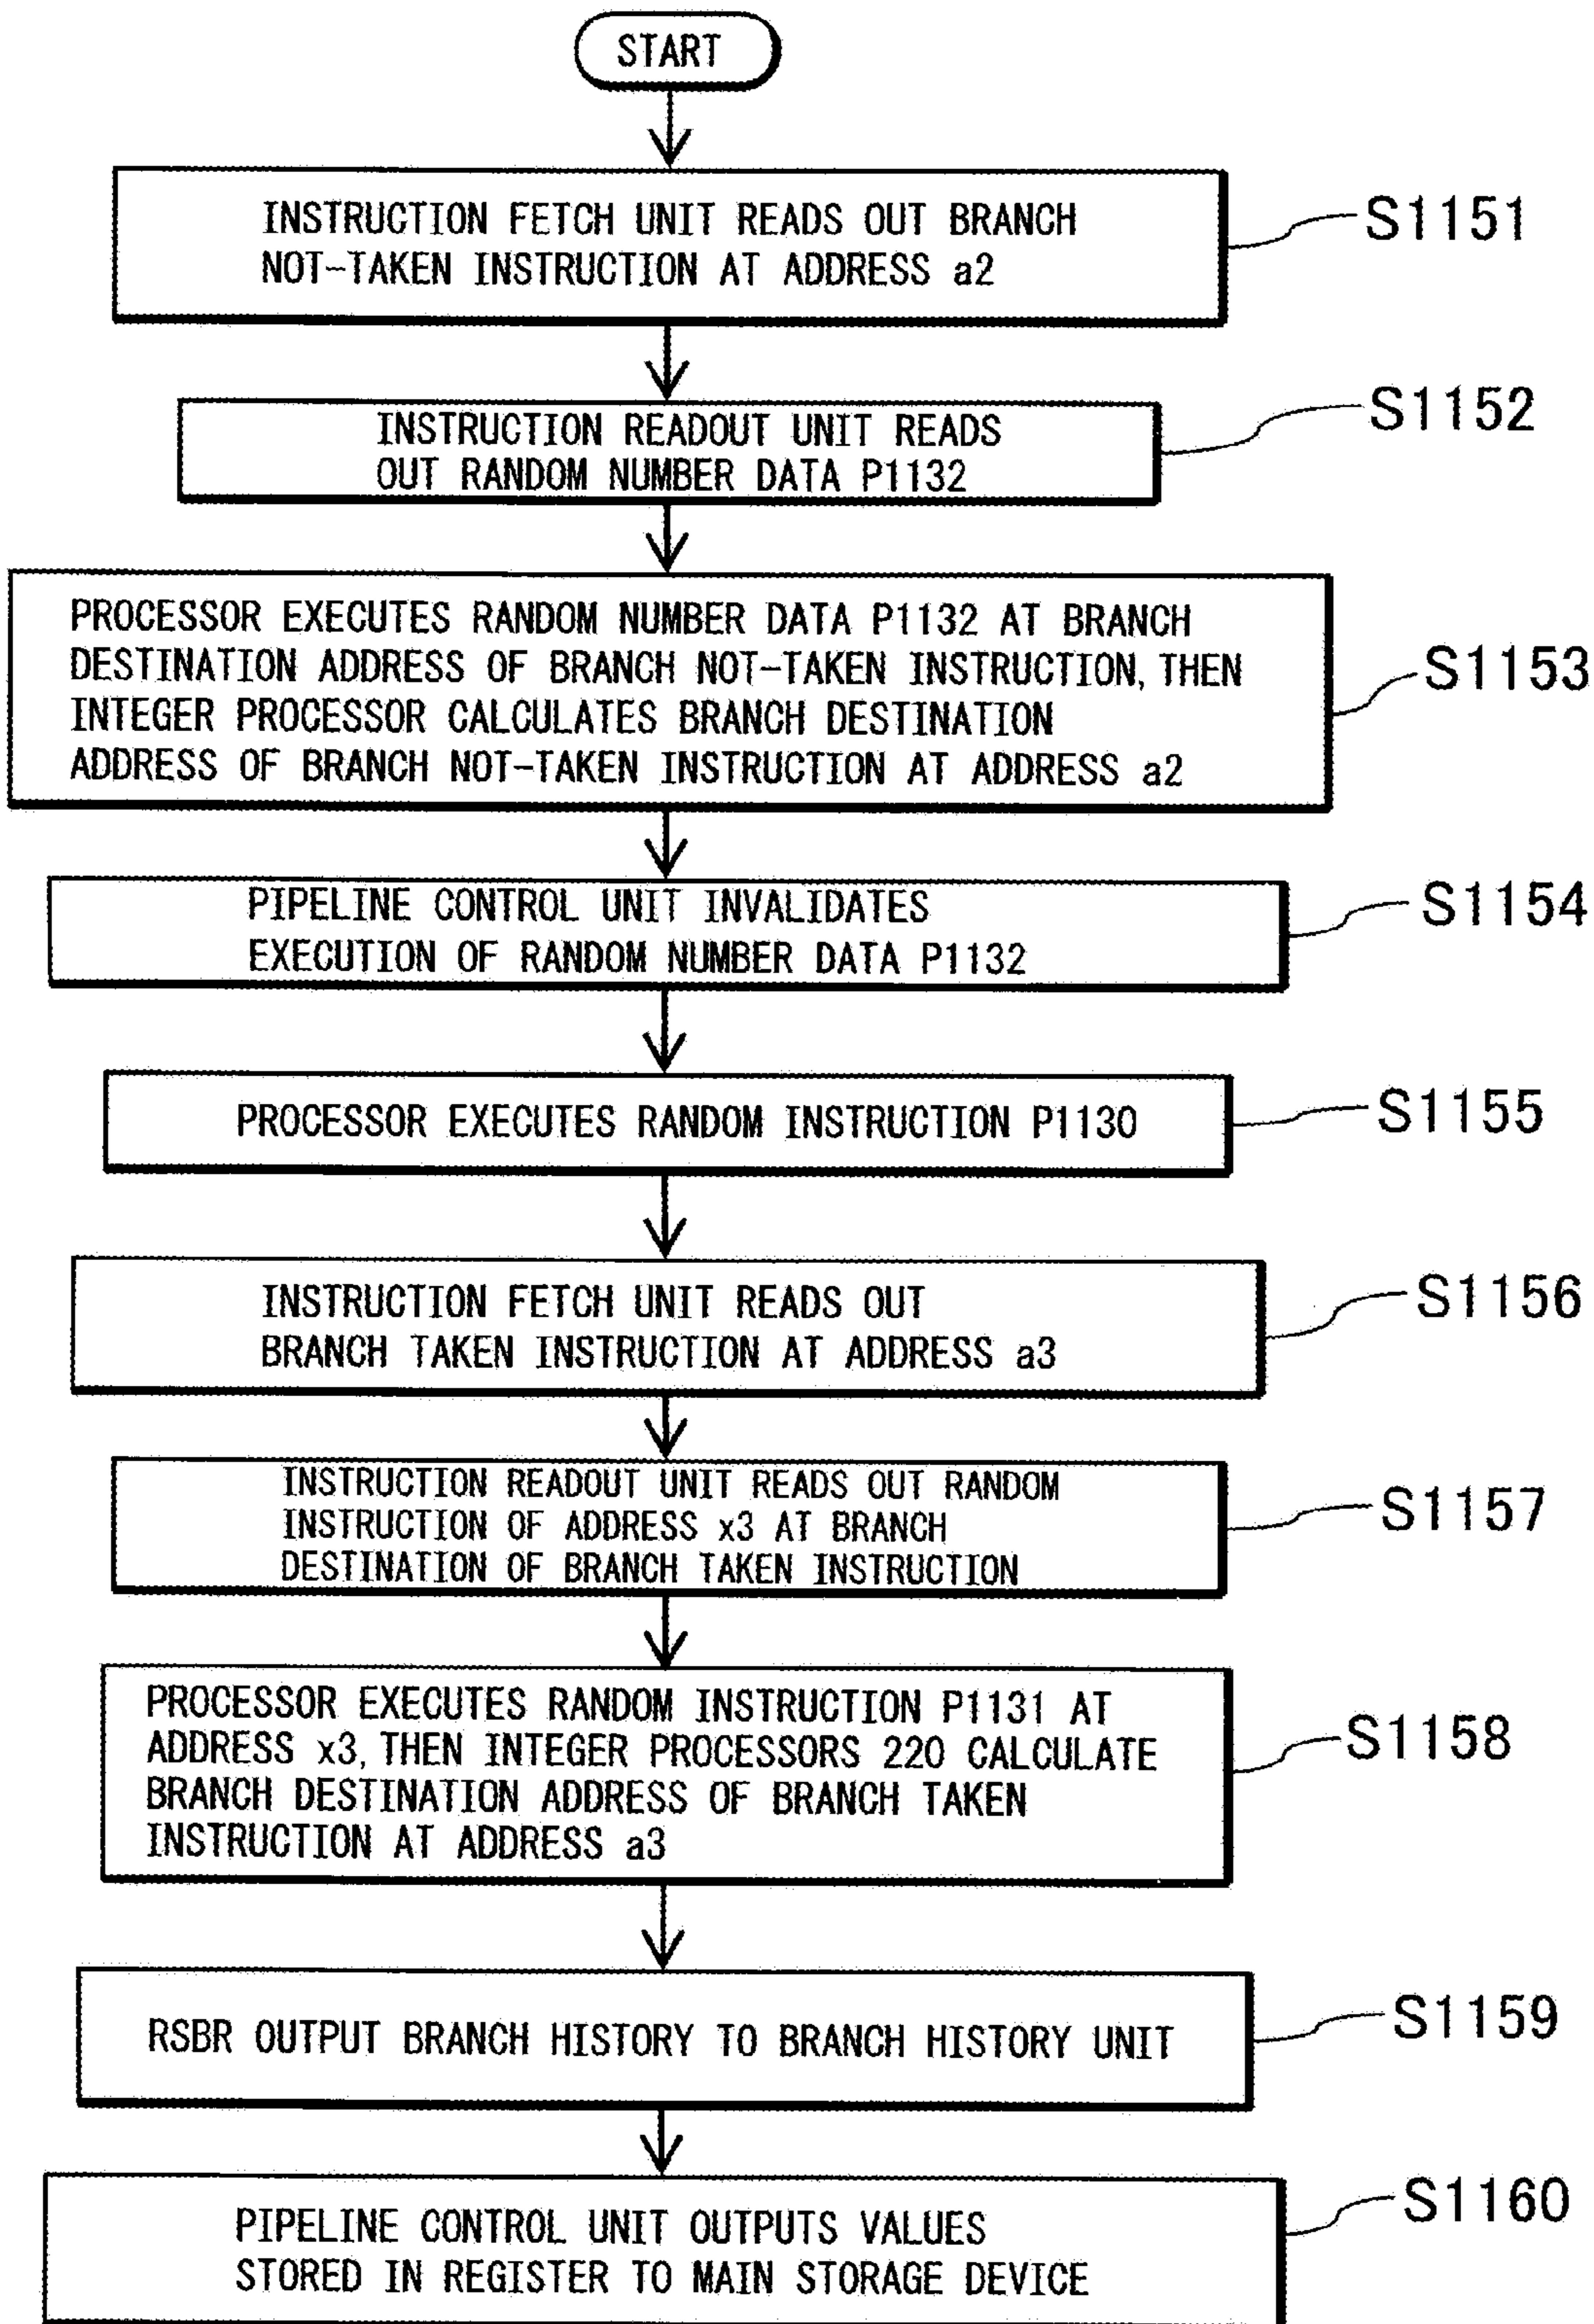 START
INSTRUCTION FETCH UNIT READS OUT BRANCH
NOT-TAKEN INSTRUCTION AT ADDRESS a2
S1151
INSTRUCTION READOUT UNIT READS
OUT RANDOM NUMBER DATA P1132
S1152
PROCESSOR EXECUTES RANDOM NUMBER DATA P1132 AT BRANCH
DESTINATION ADDRESS OF BRANCH NOT-TAKEN INSTRUCTION, THEN
INTEGER PROCESSOR CALCULATES BRANCH DESTINATION
ADDRESS OF BRANCH NOT-TAKEN INSTRUCTION AT ADDRESS a2
S1153
PIPELINE CONTROL UNIT INVALIDATES
EXECUTION OF RANDOM NUMBER DATA P1132
S1154
PROCESSOR EXECUTES RANDOM INSTRUCTION P1130
S1155
INSTRUCTION FETCH UNIT READS OUT
BRANCH TAKEN INSTRUCTION AT ADDRESS a3
S1156
INSTRUCTION READOUT UNIT READS OUT RANDOM
INSTRUCTION OF ADDRESS x3 AT BRANCH
DESTINATION OF BRANCH TAKEN INSTRUCTION
S1157
PROCESSOR EXECUTES RANDOM INSTRUCTION P1131 AT
ADDRESS x3, THEN INTEGER PROCESSORS 220 CALCULATE
BRANCH DESTINATION ADDRESS OF BRANCH TAKEN
INSTRUCTION AT ADDRESS a3
S1158
RSBR OUTPUT BRANCH HISTORY TO BRANCH HISTORY UNIT
S1159
PIPELINE CONTROL UNIT OUTPUTS VALUES
STORED IN REGISTER TO MAIN STORAGE DEVICE
S1160